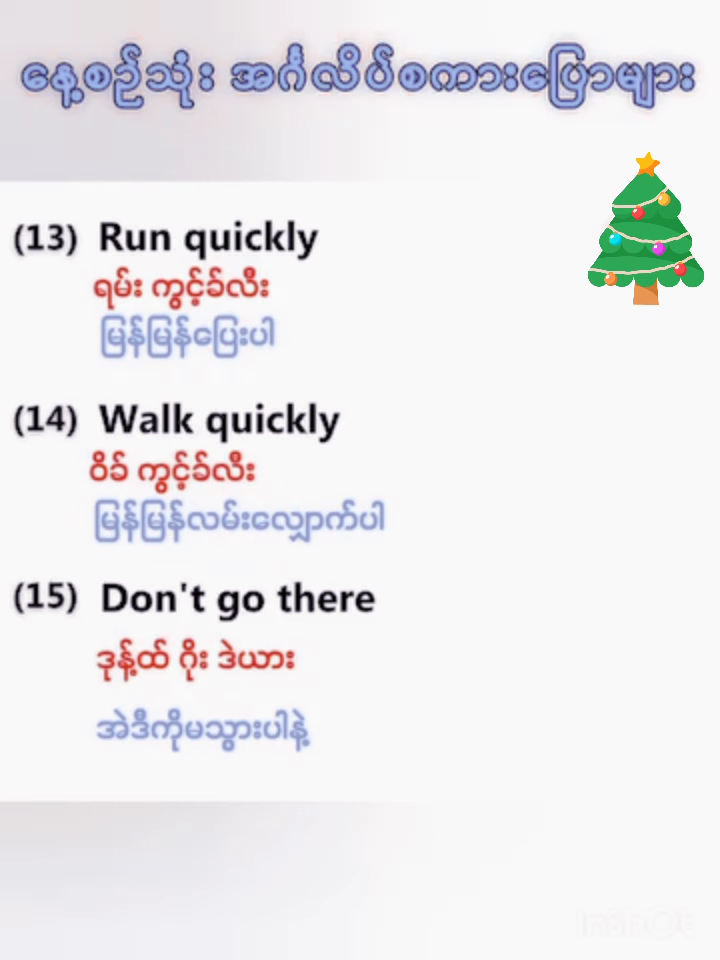 နေ့စဉ်သုံး အင်္ဂလိပ်စကားပြောများ
(13) Run quickly
ရမ်း ကွင့်ခ်လီး
မြန်မြန်ပြေးပါ
(14) Walk quickly
ဝိခ် ကွင့်ခ်လီး
မြန်မြန်လမ်းလျှောက်ပါ
(15) Don't go there
ဒုန့်ထ် ဂိုး ဒဲယား
အဲဒီကိုမသွားပါနဲ့